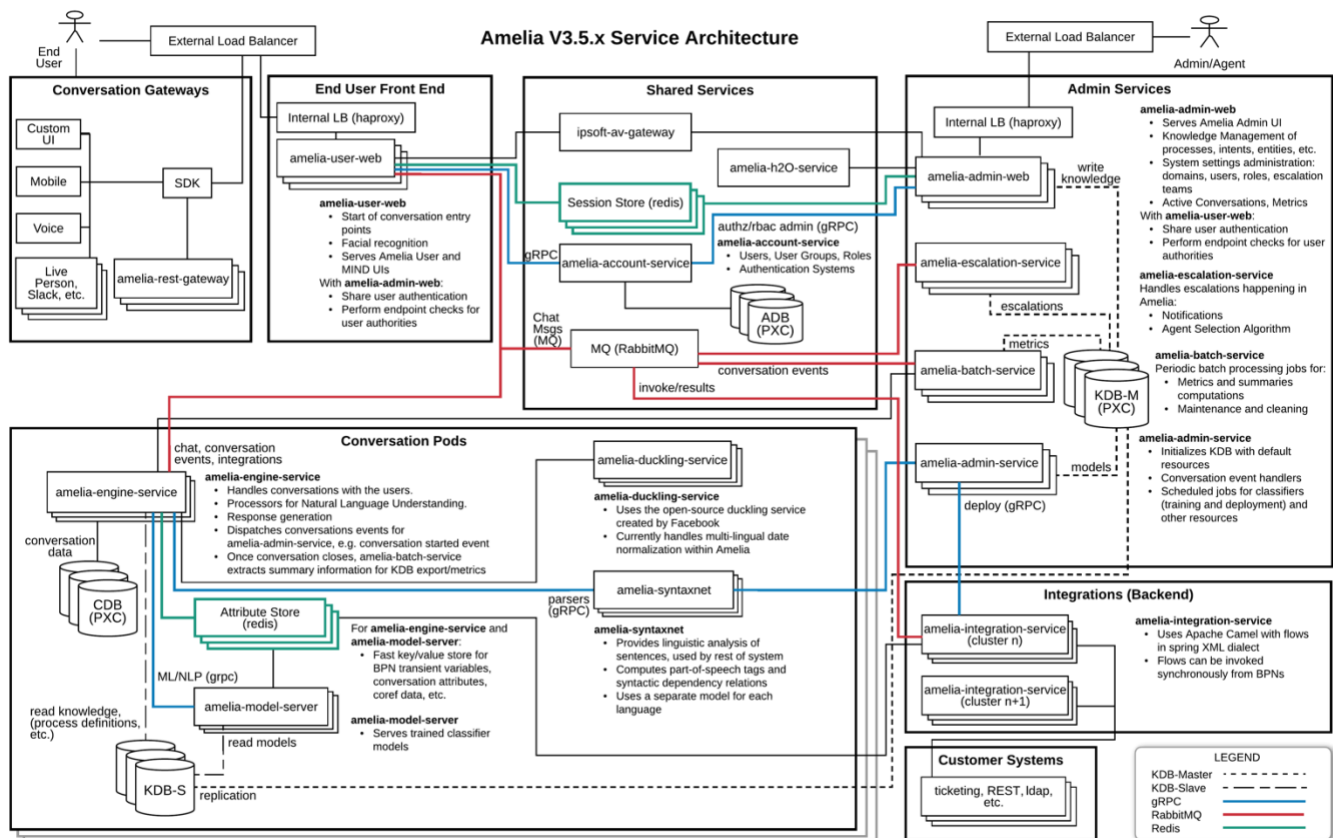 Amelia V3.5.x Service Architecture
End
User
External Load Balancer
External Load Balancer
Admin/Agent
Conversation Gateways
Custom
UI
Mobile
Voice
Live
Person,
Slack, etc.
SDK
amelia-rest-gateway
End User Front End
Internal LB (haproxy)
amelia-user-web
amelia-user-web
• Start of conversation entry
points
• Facial recognition
• Serves Amelia User and
MIND UIs
With amelia-admin-web:
• Share user authentication
• Perform endpoint checks for
user authorities
Shared Services
ipsoft-av-gateway
amelia-h2O-service
Session Store (redis)
authz/rbac admin (gRPC)
gRPC
amelia-account-service
amelia-account-service
• Users, User Groups, Roles
• Authentication Systems
ADB
(PXC)
Chat
Msgs
(MQ)
MQ (RabbitMQ)
conversation events
invoke/results
Admin Services
Internal LB (haproxy)
amelia-admin-web
write
knowledge
amelia-escalation-service
escalations
metrics
amelia-batch-service
KDB-M
(PXC)
amelia-admin-service
models
deploy (gRPC)
amelia-admin-web
• Serves Amelia Admin UI
• Knowledge Management of
processes, intents, entities, etc.
• System settings administration:
domains, users, roles, escalation
teams
• Active Conversations, Metrics
With amelia-user-web:
• Share user authentication
• Perform endpoint checks for user
authorities
amelia-escalation-service
Handles escalations happening in
Amelia:
• Notifications
• Agent Selection Algorithm
amelia-batch-service
Periodic batch processing jobs for:
• Metrics and summaries
computations
• Maintenance and cleaning
amelia-admin-service
• Initializes KDB with default
resources
• Conversation event handlers
• Scheduled jobs for classifiers
(training and deployment) and
other resources
Conversation Pods
chat, conversation
events, integrations
amelia-engine-service
amelia-engine-service
• Handles conversations with the users.
• Processors for Natural Language Understanding.
• Response generation
• Dispatches conversations events for
amelia-admin-service, e.g. conversation started event
• Once conversation closes, amelia-batch-service
extracts summary information for KDB export/metrics
conversation
data
CDB
(PXC)
amelia-duckling-service
amelia-duckling-service
• Uses the open-source duckling service
created by Facebook
• Currently handles multi-lingual date
normalization within Amelia
parsers
(gRPC)
amelia-syntaxnet
amelia-syntaxnet
• Provides linguistic analysis of
sentences, used by rest of system
• Computes part-of-speech tags and
syntactic dependency relations
• Uses a separate model for each
language
Attribute Store
(redis)
For amelia-engine-service and
amelia-model-server:
• Fast key/value store for
BPN transient variables,
conversation attributes,
coref data, etc.
ML/NLP (grpc)
amelia-model-server
amelia-model-server
• Serves trained classifier
models
read knowledge,
(process definitions,
etc.)
read models
KDB-S
replication
Integrations (Backend)
amelia-integration-service
(cluster n)
amelia-integration-service
(cluster n+1)
amelia-integration-service
• Uses Apache Camel with flows
in spring XML dialect
• Flows can be invoked
synchronously from BPNs
Customer Systems
ticketing, REST, ldap,
etc.
LEGEND
KDB-Master
KDB-Slave
gRPC
RabbitMQ
Redis